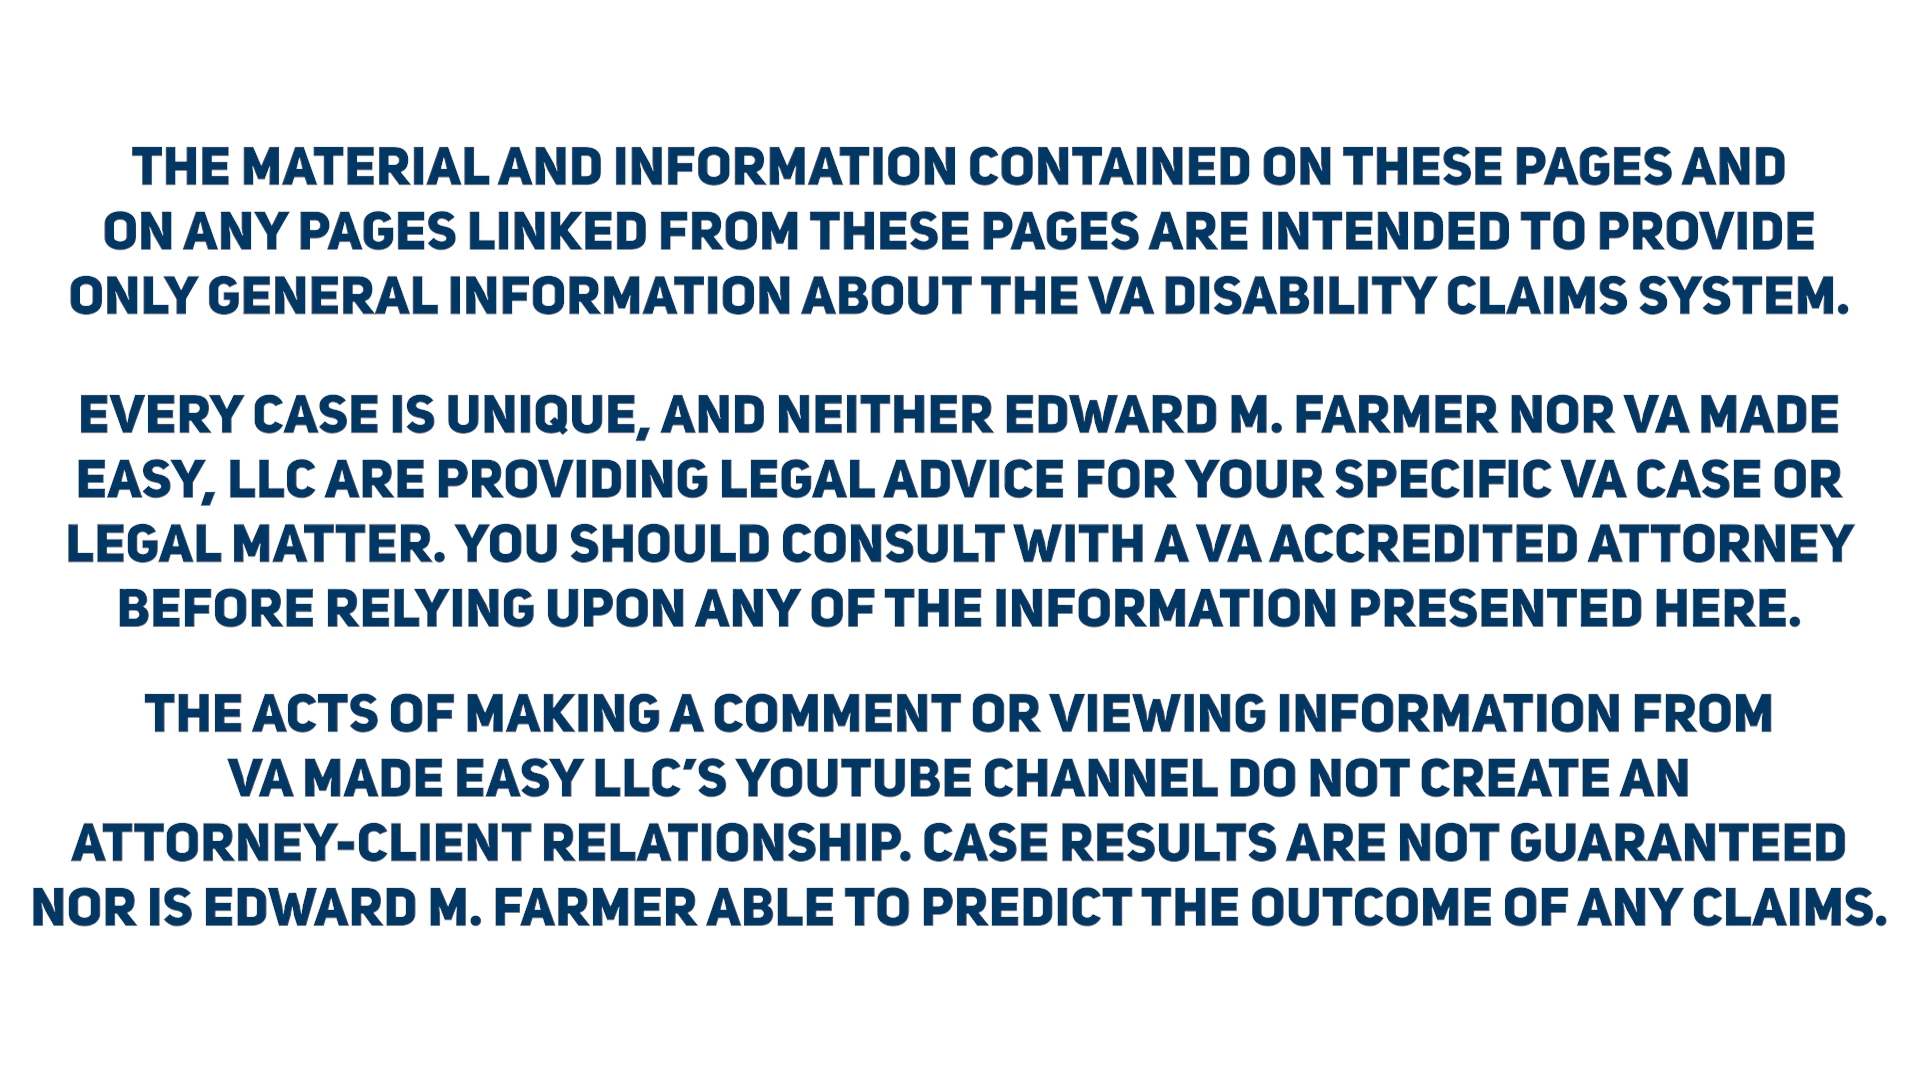 THE MATERIAL AND INFORMATION CONTAINED ON THESE PAGES AND
ON ANY PAGES LINKED FROM THESE PAGES ARE INTENDED TO PROVIDE
ONLY GENERAL INFORMATION ABOUT THE VA DISABILITY CLAIMS SYSTEM.
EVERY CASE IS UNIQUE, AND NEITHER EDWARD M. FARMER NOR VA MADE
EASY, LLC ARE PROVIDING LEGAL ADVICE FOR YOUR SPECIFIC VA CASE OR
LEGAL MATTER. YOU SHOULD CONSULT WITH A VA ACCREDITED ATTORNEY
BEFORE RELYING UPON ANY OF THE INFORMATION PRESENTED HERE.
THE ACTS OF MAKING A COMMENT OR VIEWING INFORMATION FROM
VA MADE EASY LLC’S YOUTUBE CHANNEL DO NOT CREATE AN
ATTORNEY-CLIENT RELATIONSHIP. CASE RESULTS ARE NOT GUARANTEED
NOR IS EDWARD M. FARMER ABLE TO PREDICT THE OUTCOME OF ANY CLAIMS.